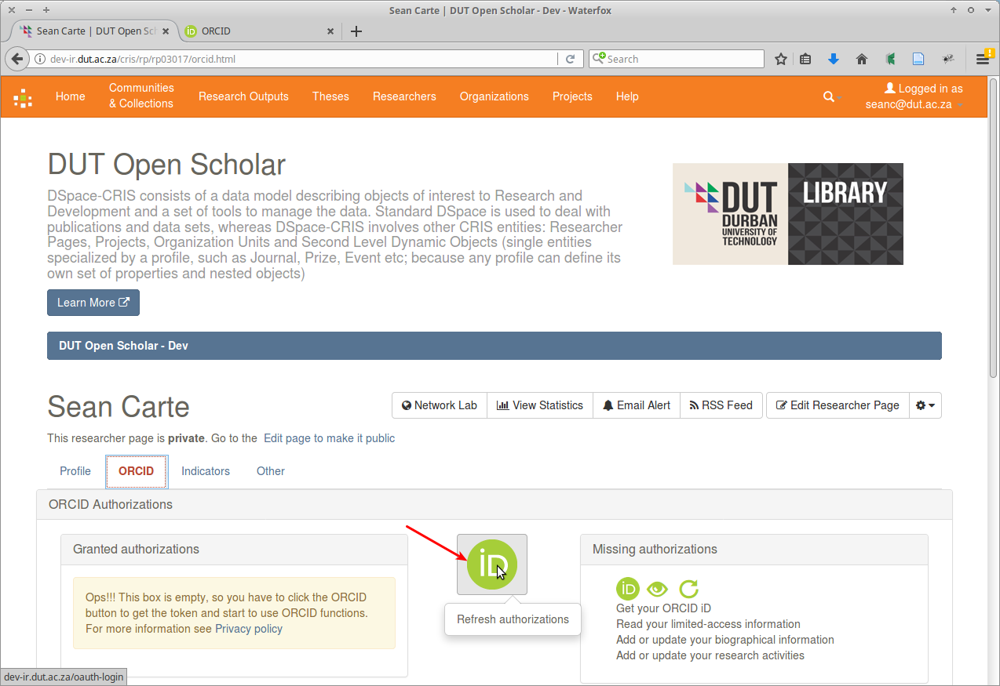 Sean Carte | DUT Open Scholar - Dev - Waterfox
Sean Carte | DUT Open Sch
iD ORCID
dev-ir.dut.ac.za/cris/rp/rp03017/orcid.html
Search
Home
Communities
& Collections
Research Outputs
Theses
Researchers
Organizations
Projects
Help
Logged in as
seanc@dut.ac.za
DUT Open Scholar
DSpace-CRIS consists of a data model describing objects of interest to Research and
Development and a set of tools to manage the data. Standard DSpace is used to deal with
publications and data sets, whereas DSpace-CRIS involves other CRIS entities: Researcher
Pages, Projects, Organization Units and Second Level Dynamic Objects (single entities
specialized by a profile, such as Journal, Prize, Event etc; because any profile can define its
own set of properties and nested objects)
DUT
DURBAN
UNIVERSITY OF
TECHNOLOGY
LIBRARY
Learn More
DUT Open Scholar - Dev
Sean Carte
Network Lab
View Statistics
Email Alert
RSS Feed
Edit Researcher Page
This researcher page is private. Go to the Edit page to make it public
Profile
ORCID
Indicators
Other
ORCID Authorizations
Granted authorizations
Ops!!! This box is empty, so you have to click the ORCID
button to get the token and start to use ORCID functions.
For more information see Privacy policy
iD
Refresh authorizations
Missing authorizations
iD
Get your ORCID iD
Read your limited-access information
Add or update your biographical information
Add or update your research activities
dev-ir.dut.ac.za/oauth-login